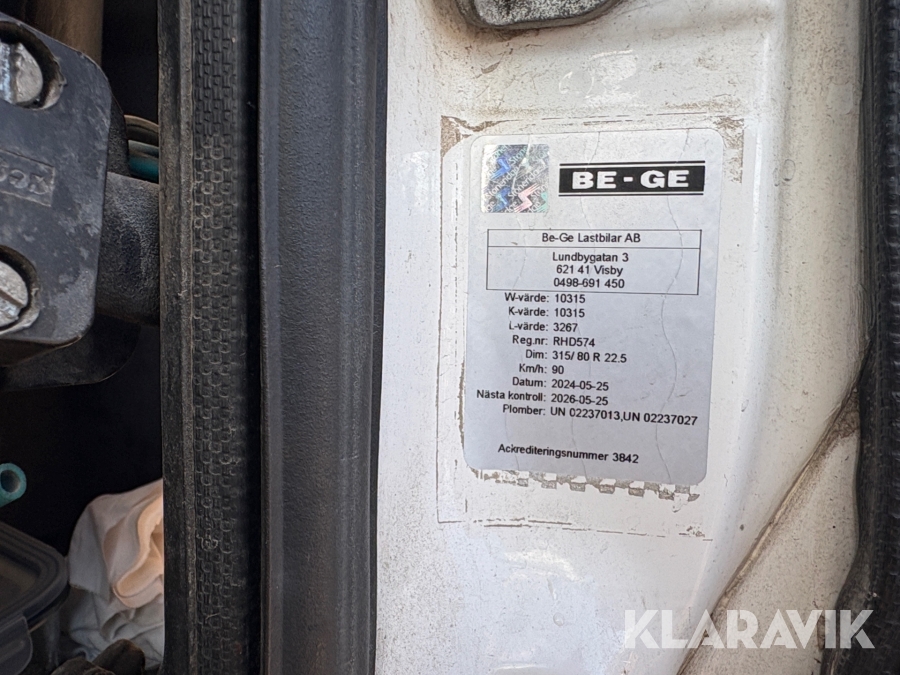 BE-GE
Be-Ge Lastbilar AB
Lundbygatan 3
621 41 Visby
0498-691 450
W-värde: 10315
K-värde: 10315
L-värde: 3267
Reg.nr: RHD574
Dim: 315/ 80 R 22.5
Km/h: 90
Datum: 2024-05-25
Nästa kontroll: 2026-05-25
Plomber: UN 02237013,UN 02237027
Ackrediteringsnummer 3842
KLARAVIK